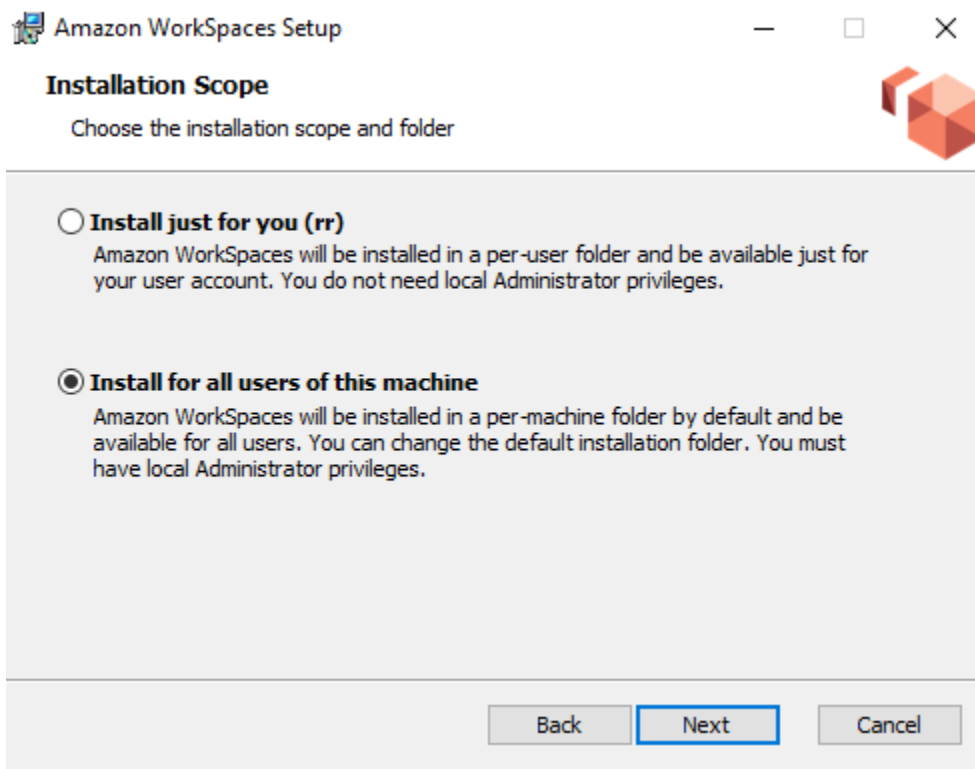 Amazon WorkSpaces Setup
Installation Scope
Choose the installation scope and folder
Install just for you (rr)
Amazon WorkSpaces will be installed in a per-user folder and be available just for
your user account. You do not need local Administrator privileges.
Install for all users of this machine
Amazon WorkSpaces will be installed in a per-machine folder by default and be
available for all users. You can change the default installation folder. You must
have local Administrator privileges.
Back Next Cancel